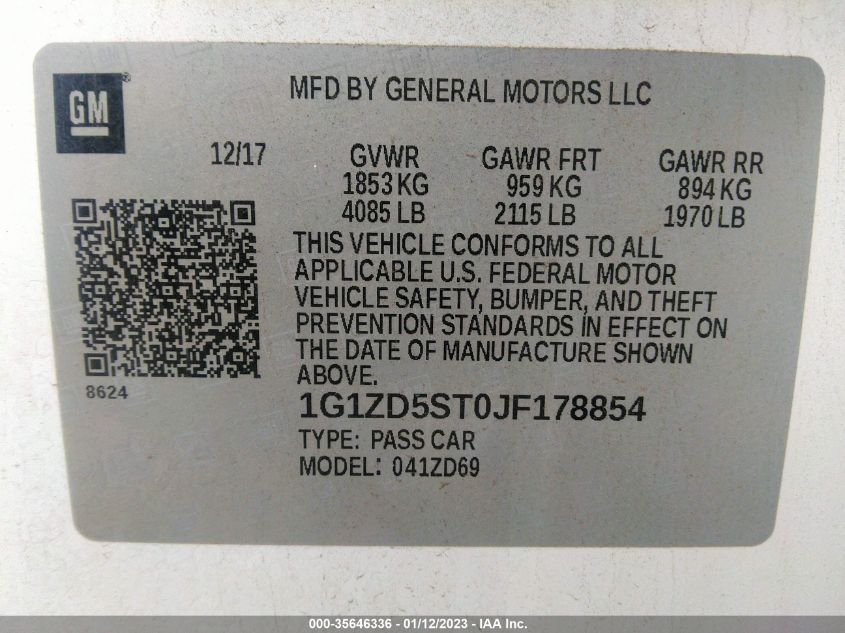 GM®
MFD BY GENERAL MOTORS LLC
12/17 GVWR GAWR FRT GAWR RR
1853 KG 959 KG 894 KG
4085 LB 2115 LB 1970 LB
THIS VEHICLE CONFORMS TO ALL
APPLICABLE U.S. FEDERAL MOTOR
VEHICLE SAFETY, BUMPER, AND THEFT
PREVENTION STANDARDS IN EFFECT ON
THE DATE OF MANUFACTURE SHOWN
ABOVE.
8624
1G1ZD5ST0JF178854
TYPE: PASS CAR
MODEL: 041ZD69
000-35646336 - 01/12/2023 - IAA Inc.